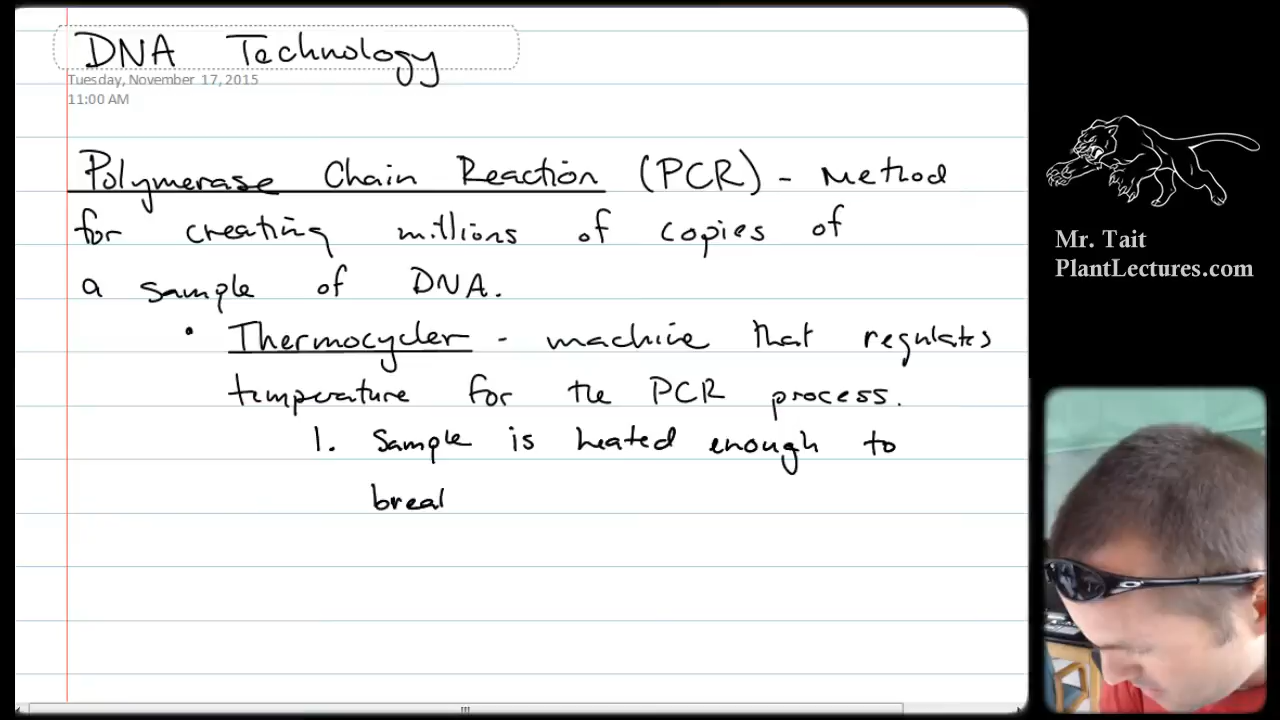 DNA Technology
Tuesday, November 17, 2015
11:00 AM
Polymerase Chain Reaction (PCR) - Method
for creating millions of copies of
a sample of DNA.
• Thermocycler - machine that regulates
temperature for the PCR process.
1. Sample is heated enough to
breal
Mr. Tait
PlantLectures.com